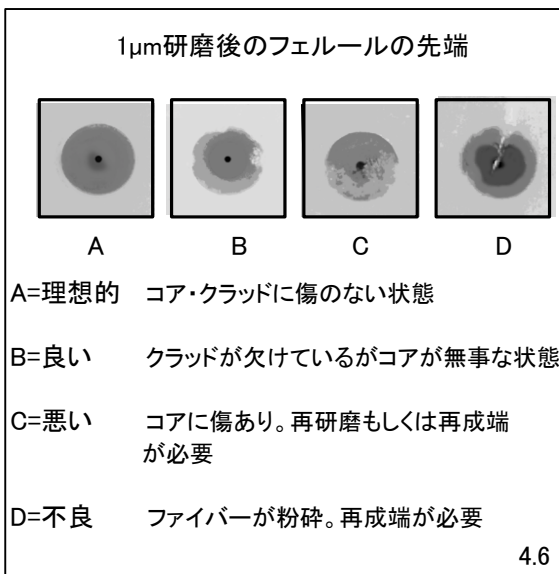 1μm研磨後のフェルールの先端
A B C D
A=理想的 コア・クラッドに傷のない状態
B=良い クラッドが欠けているがコアが無事な状態
C=悪い コアに傷あり。再研磨もしくは再成端
が必要
D=不良 ファイバーが粉砕。再成端が必要
4.6